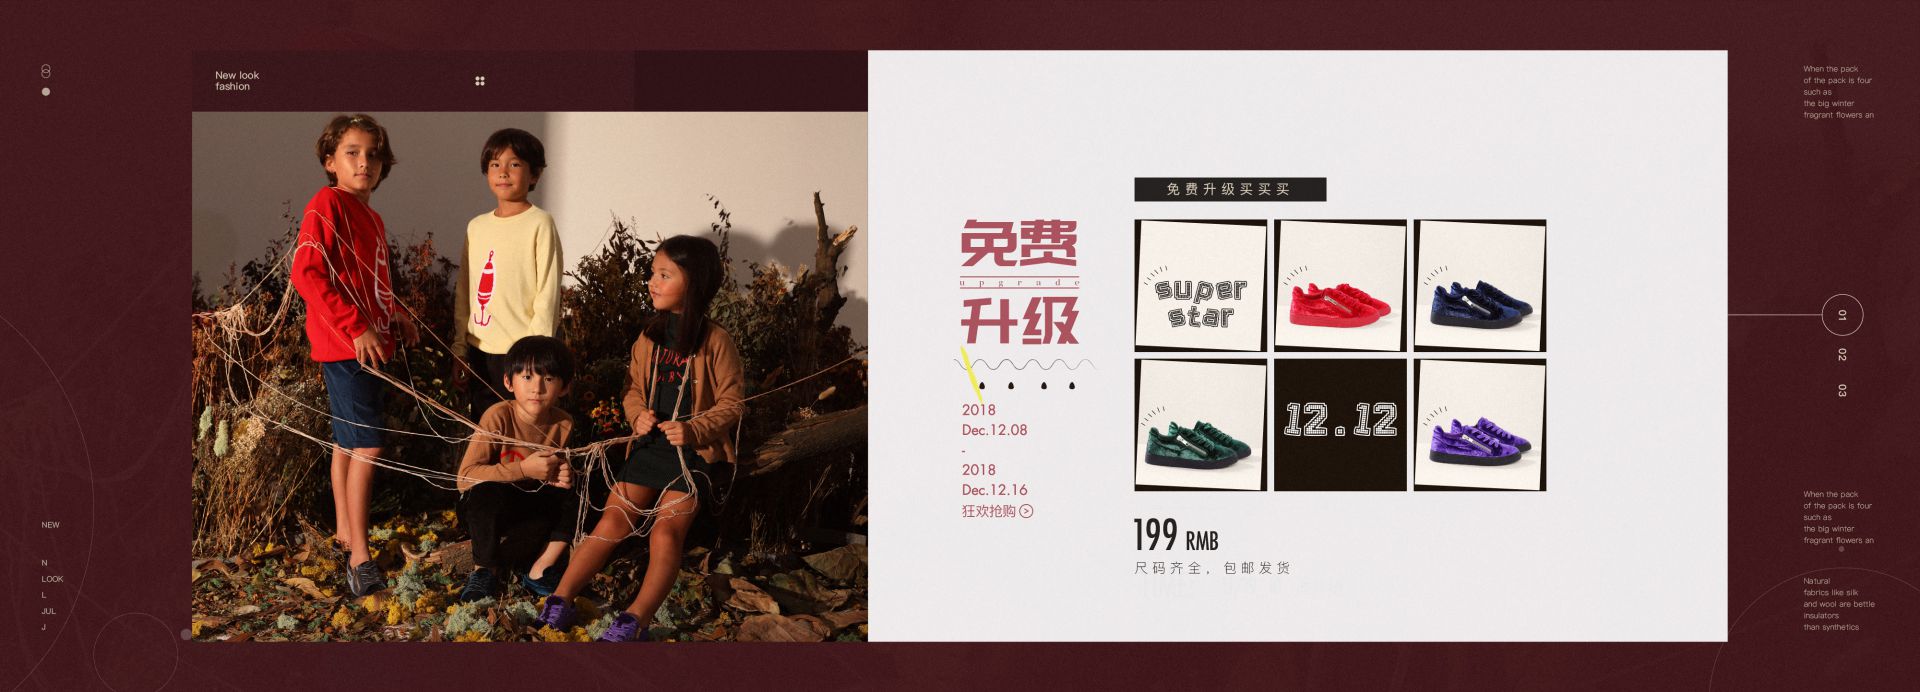 New look
fashion
When the pack
of the pack is four
such as
the big winter
fragrant flowers an
免费升级买买买
免费
upgrade
升级
super
star
12.12
2018
Dec.12.08
-
2018
Dec.12.16
狂欢抢购
199 RMB
尺码齐全，包邮发货
01
02
03
NEW
N
LOOK
L
JUL
J
When the pack
of the pack is four
such as
the big winter
fragrant flowers an
Natural
fabrics like silk
and wool are bettle
insulators
than synthetics